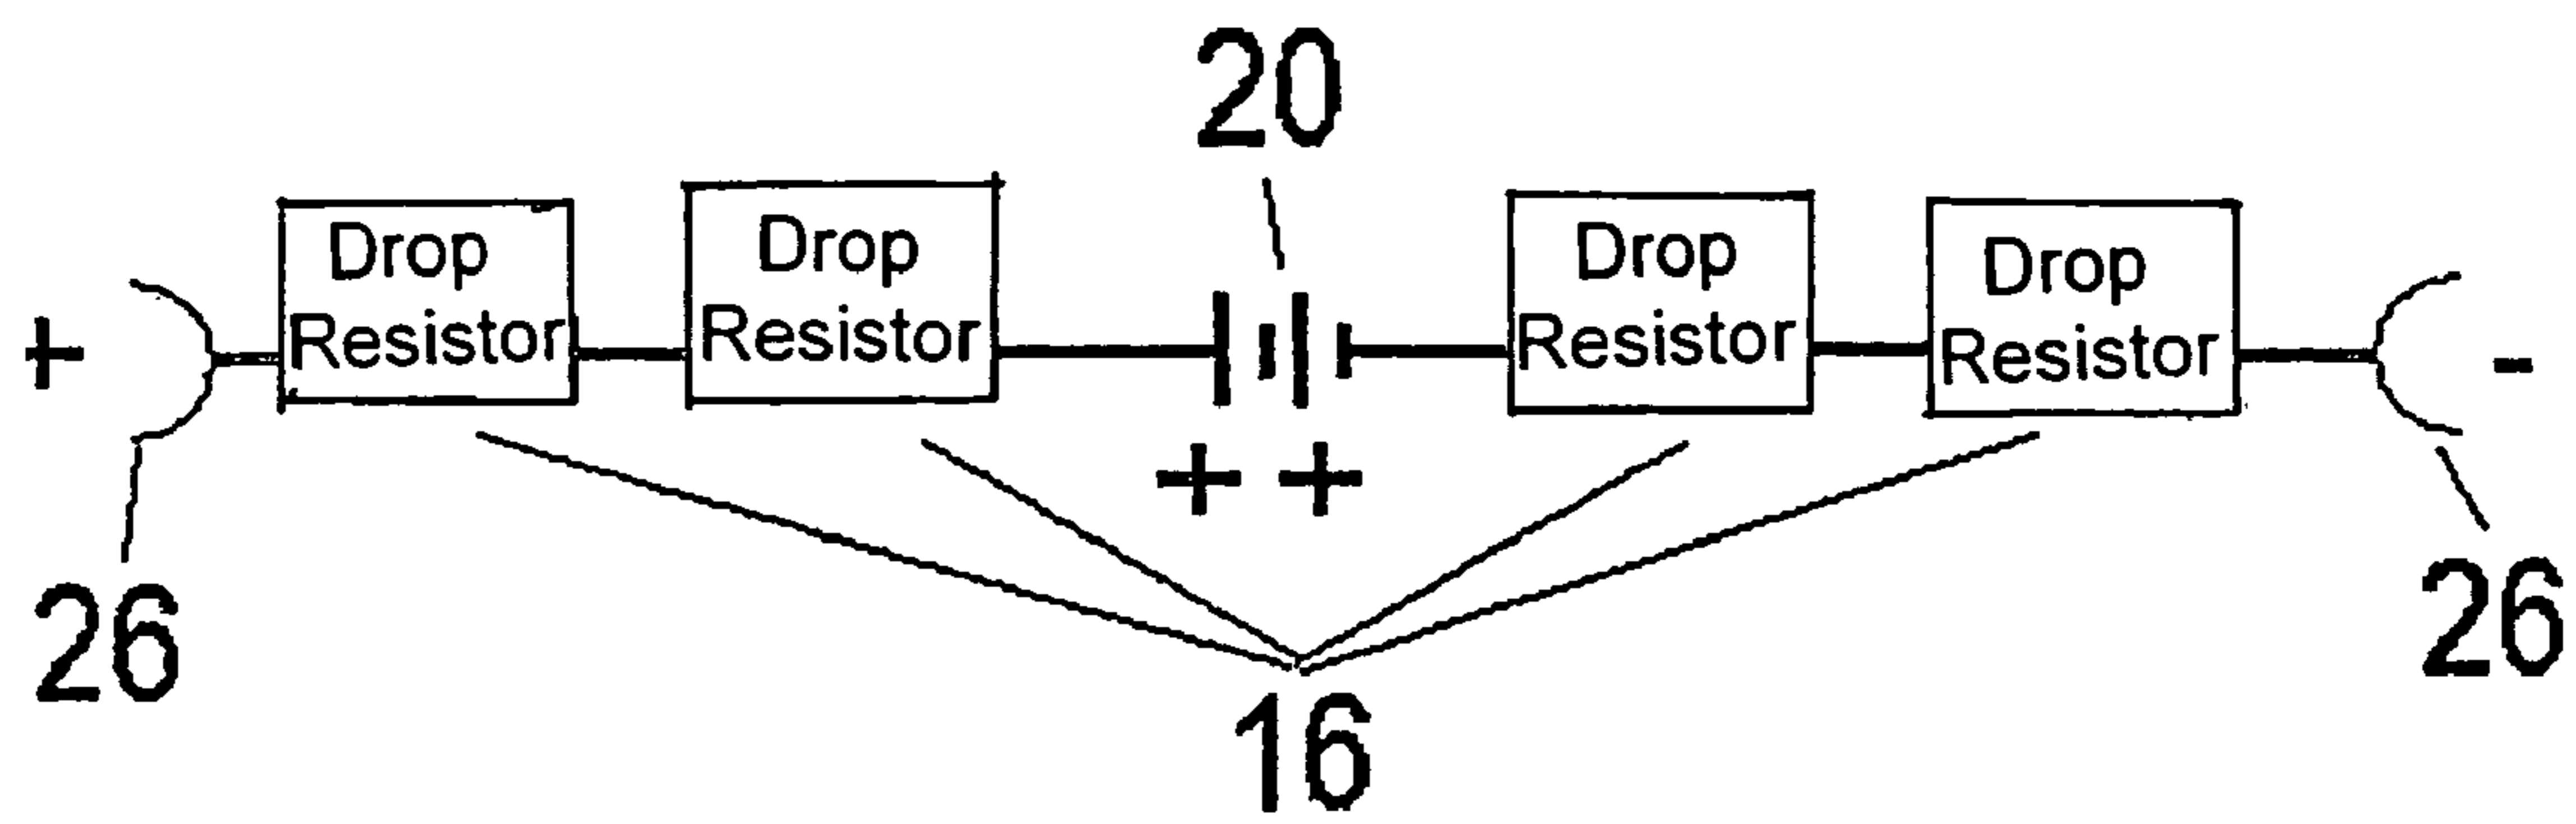 20
Drop Resistor
Drop Resistor
Drop Resistor
Drop Resistor
+
-
+ +
26
26
16